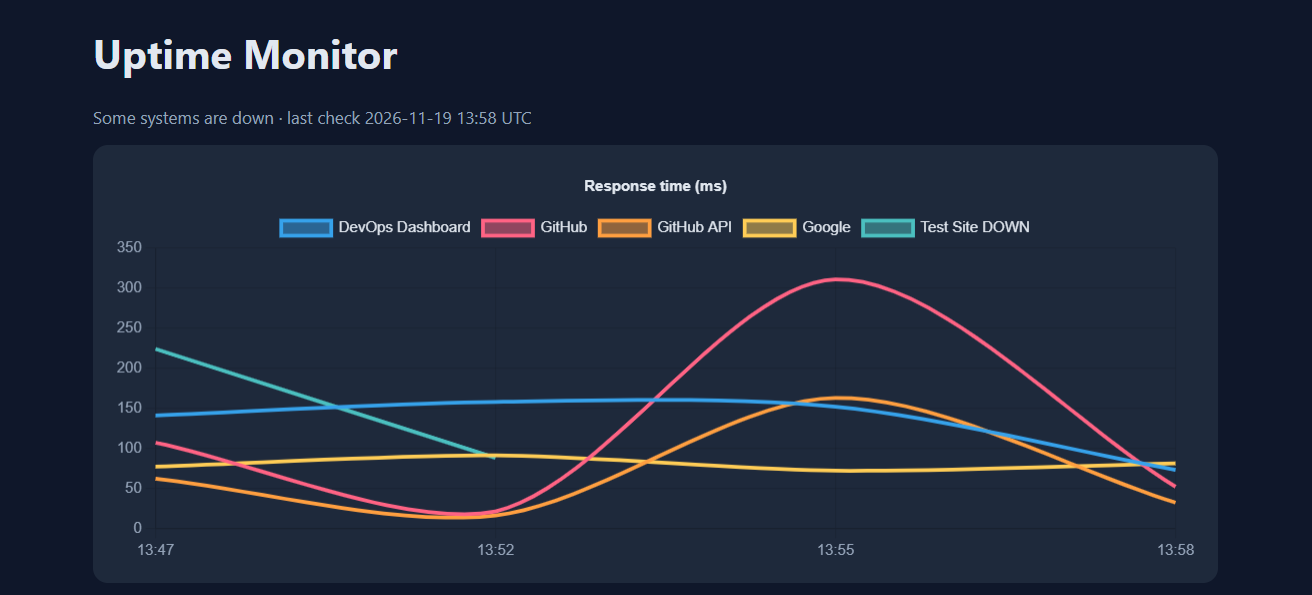 Uptime Monitor
Some systems are down · last check 2026-11-19 13:58 UTC
Response time (ms)
DevOps Dashboard GitHub GitHub API Google Test Site DOWN
350
300
250
200
150
100
50
0
13:47 13:52 13:55 13:58